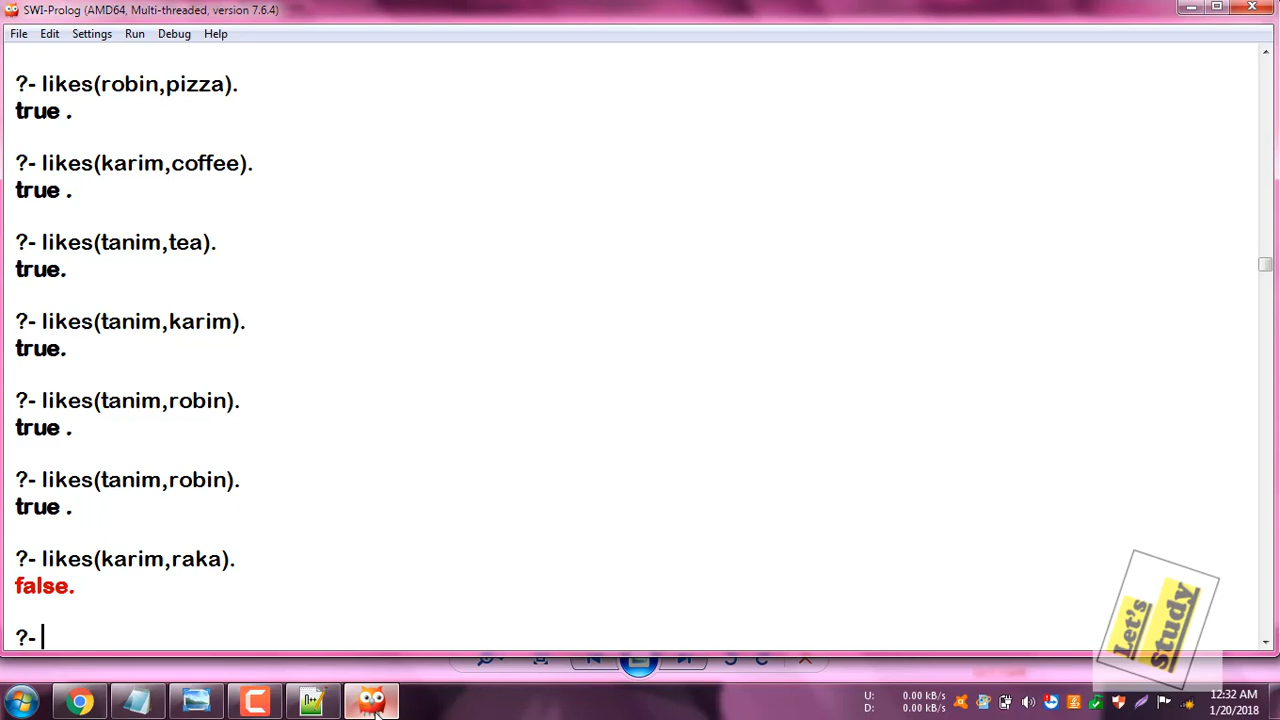 SWI-Prolog (AMD64, Multi-threaded, version 7.6.4)
File Edit Settings Run Debug Help
?- likes(robin,pizza).
true .
?- likes(karim,coffee).
true .
?- likes(tanim,tea).
true.
?- likes(tanim,karim).
true.
?- likes(tanim,robin).
true .
?- likes(tanim,robin).
true .
?- likes(karim,raka).
false.
?-
Let's
Study
U: 0.00 kB/s
D: 0.00 kB/s
12:32 AM
1/20/2018